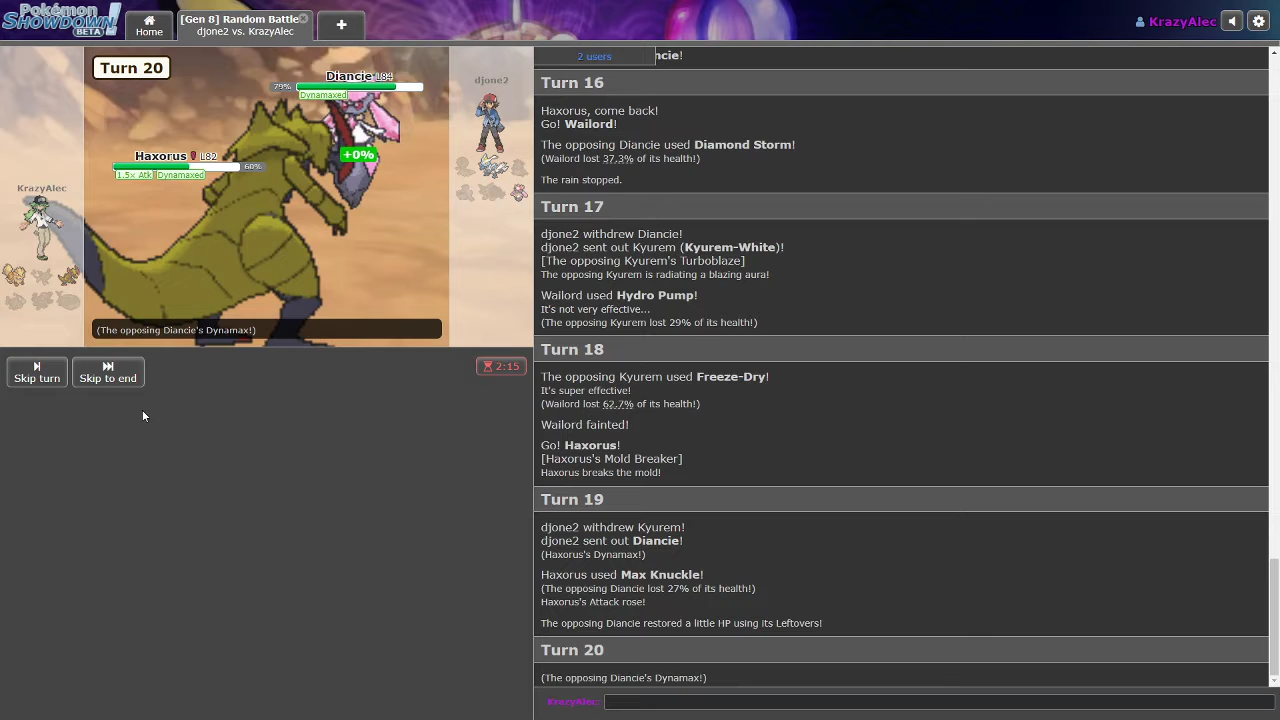 Pokémon
Showdown!
BETA
Home
[Gen 8] Random Battle
djone2 vs. KrazyAlec
KrazyAlec
Turn 20
Diancie L84
79%
Dynamaxed
+0%
Haxorus L82
60%
1.5× Atk Dynamaxed
KrazyAlec
djone2
(The opposing Diancie's Dynamax!)
Skip turn
Skip to end
2:15
2 users
ncie!
Turn 16
Haxorus, come back!
Go! Wailord!
The opposing Diancie used Diamond Storm!
(Wailord lost 37.3% of its health!)
The rain stopped.
Turn 17
djone2 withdrew Diancie!
djone2 sent out Kyurem (Kyurem-White)!
[The opposing Kyurem's Turboblaze]
The opposing Kyurem is radiating a blazing aura!
Wailord used Hydro Pump!
It's not very effective...
(The opposing Kyurem lost 29% of its health!)
Turn 18
The opposing Kyurem used Freeze-Dry!
It's super effective!
(Wailord lost 62.7% of its health!)
Wailord fainted!
Go! Haxorus!
[Haxorus's Mold Breaker]
Haxorus breaks the mold!
Turn 19
djone2 withdrew Kyurem!
djone2 sent out Diancie!
(Haxorus's Dynamax!)
Haxorus used Max Knuckle!
(The opposing Diancie lost 27% of its health!)
Haxorus's Attack rose!
The opposing Diancie restored a little HP using its Leftovers!
Turn 20
(The opposing Diancie's Dynamax!)
KrazyAlec: